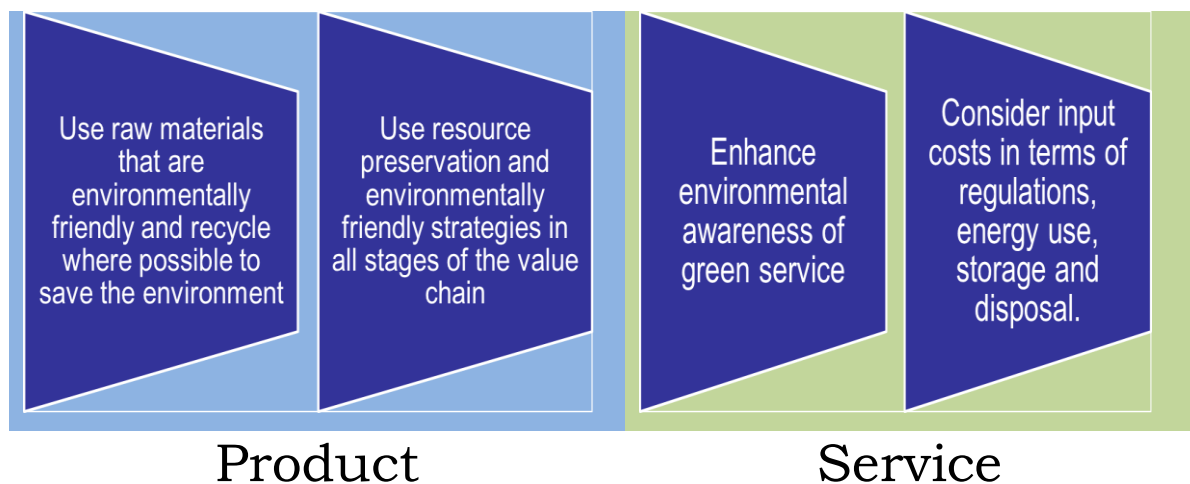 Use raw materials
that are
environmentally
friendly and recycle
where possible to
save the environment
Use resource
preservation and
environmentally
friendly strategies in
all stages of the value
chain
Enhance
environmental
awareness of
green service
Consider input
costs in terms of
regulations,
energy use,
storage and
disposal.
Product
Service